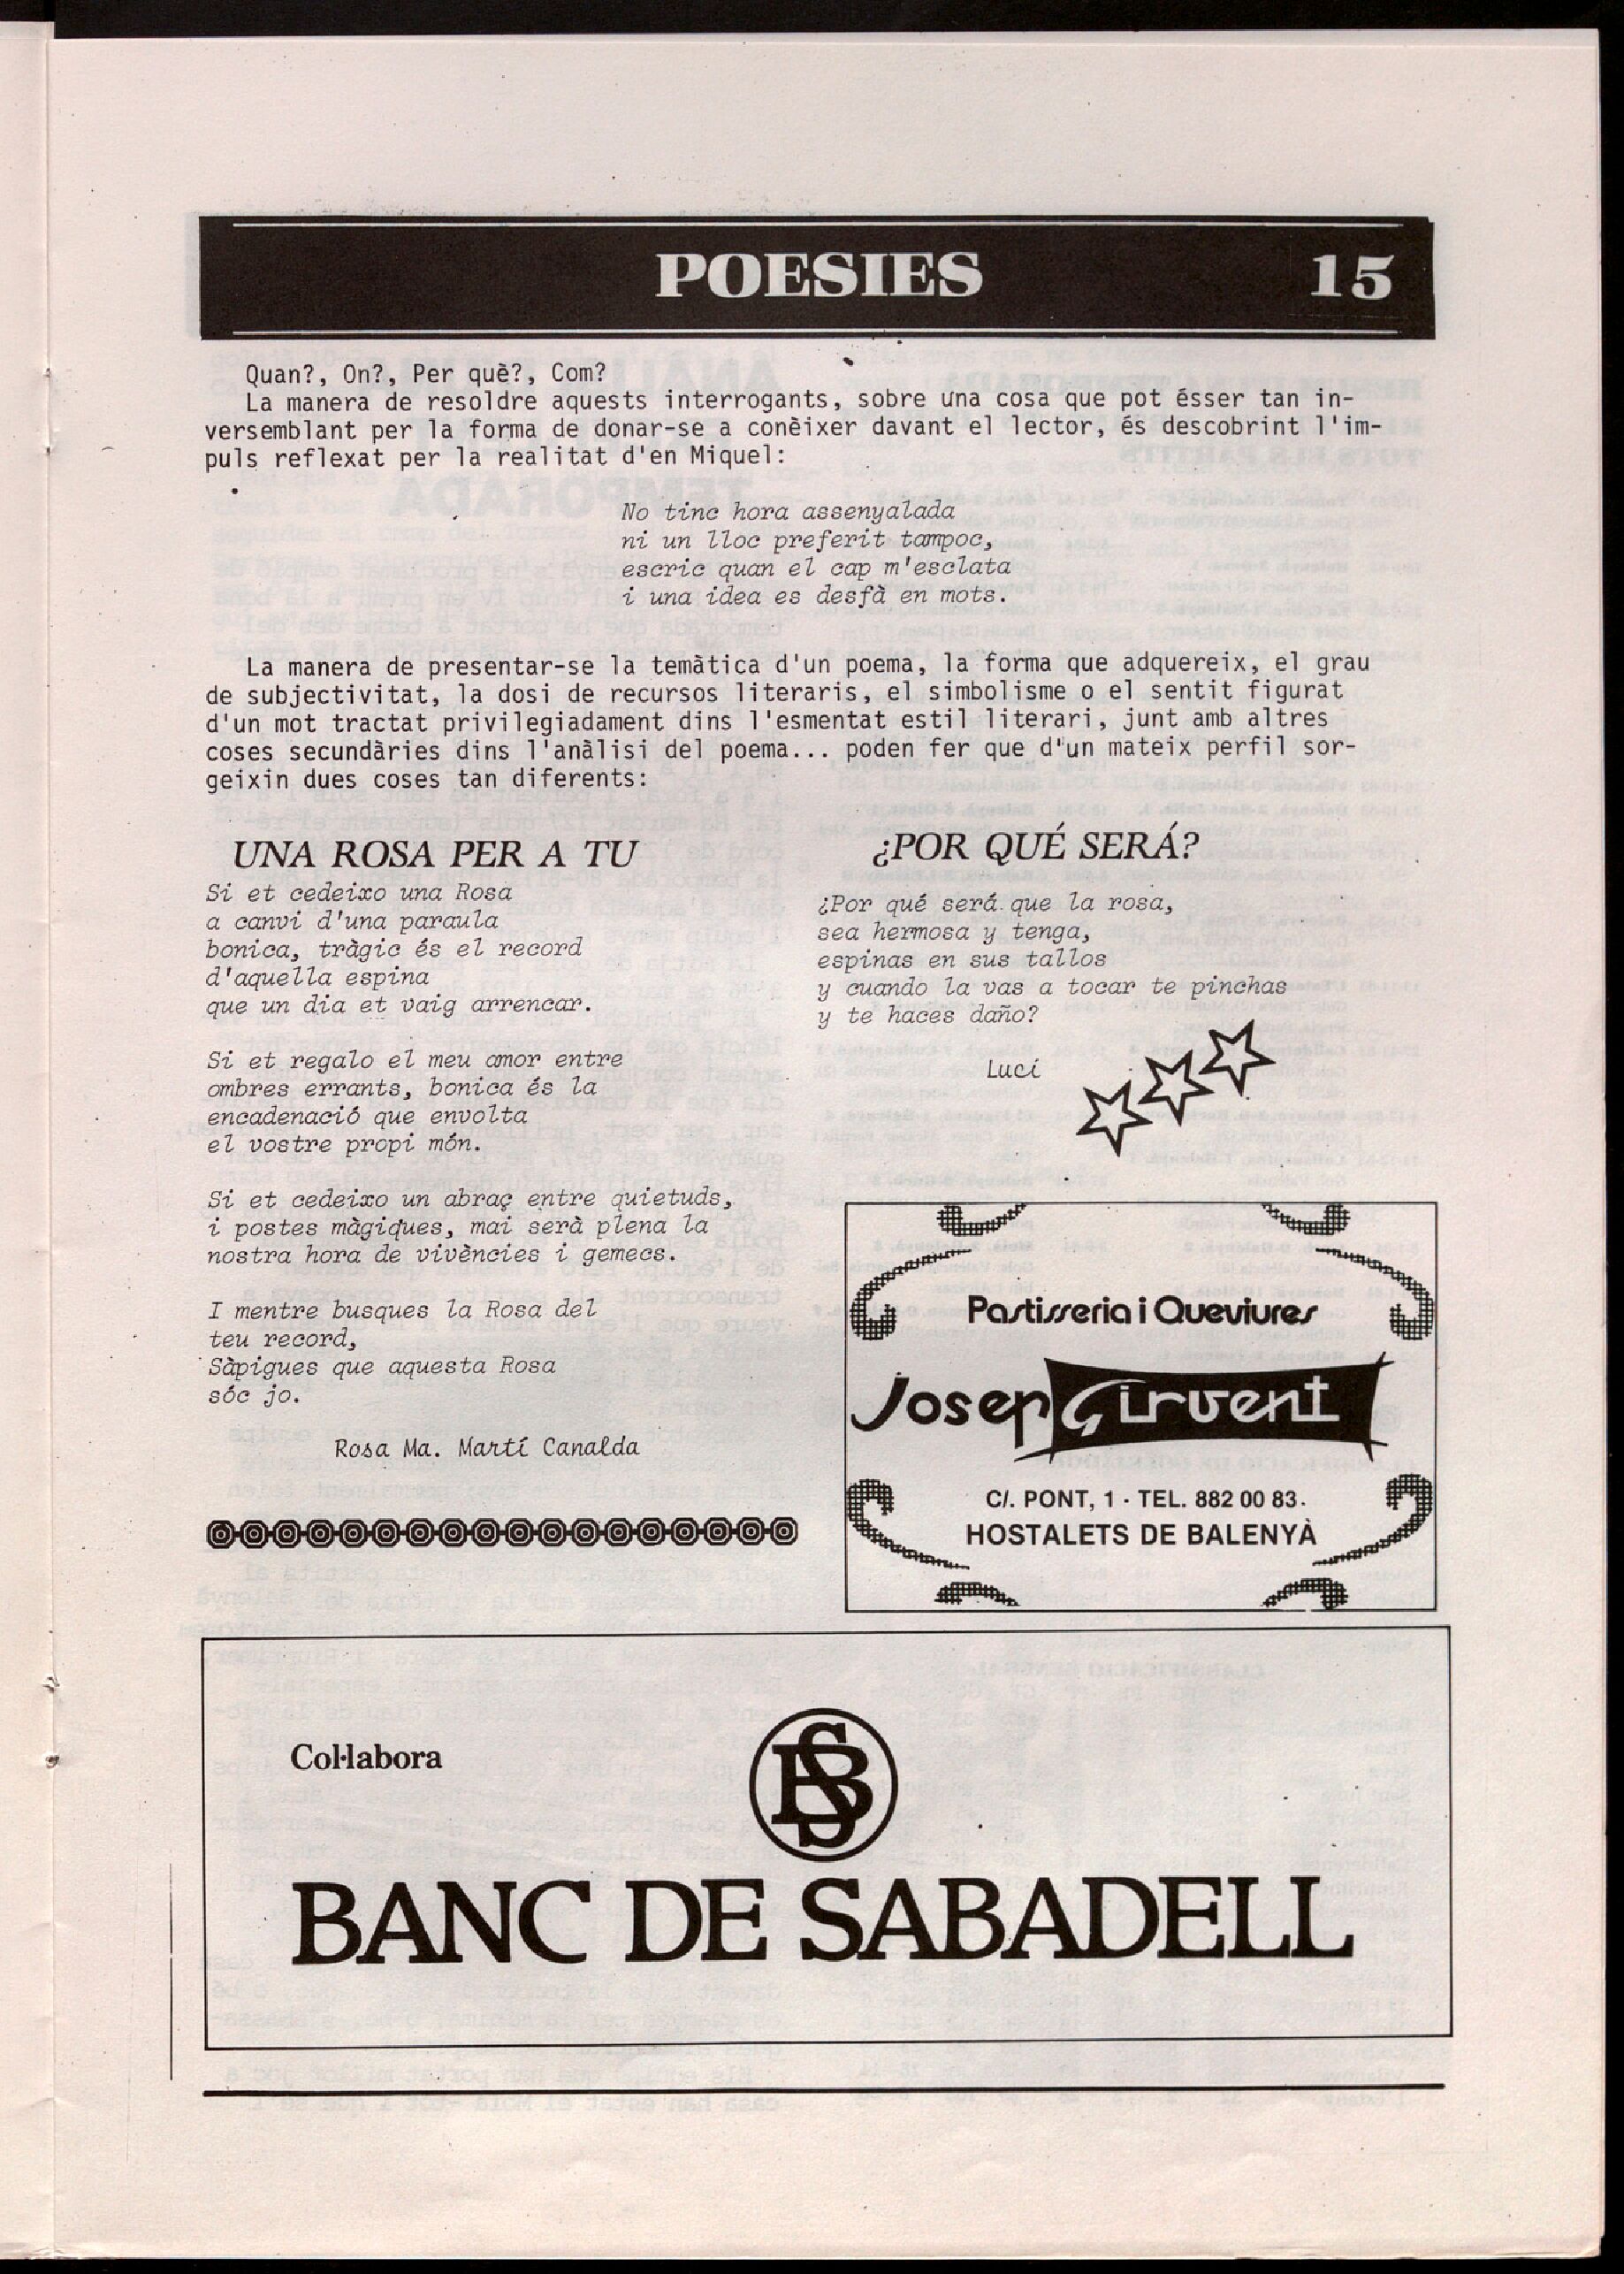 POESIES 15
Quan?, On?, Per què?, Com?
La manera de resoldre aquests interrogants, sobre una cosa que pot ésser tan in-
versemblant per la forma de donar-se a conèixer davant el lector, és descobrint l'im-
puls reflexat per la realitat d'en Miquel:
No tinc hora assenyalada
ni un lloc preferit tampoc,
escric quan el cap m'esclata
i una idea es desfà en mots.
La manera de presentar-se la temàtica d'un poema, la forma que adquereix, el grau
de subjectivitat, la dosi de recursos literaris, el simbolisme o el sentit figurat
d'un mot tractat privilegiadament dins l'esmentat estil literari, junt amb altres
coses secundàries dins l'anàlisi del poema... poden fer que d'un mateix perfil sor-
geixin dues coses tan diferents:
UNA ROSA PER A TU
Si et cedeixo una Rosa
a canvi d'una paraula
bonica, tràgic és el record
d'aquella espina
que un dia et vaig arrencar.
Si et regalo el meu amor entre
ombres errants, bonica és la
encadenació que envolta
el vostre propi món.
Si et cedeixo un abraç entre quietuds,
i postes màgiques, mai serà plena la
nostra hora de vivències i gemecs.
I mentre busques la Rosa del
teu record,
Sàpigues que aquesta Rosa
sóc jo.
Rosa Ma. Martí Canalda
¿POR QUÉ SERÁ?
¿Por qué será que la rosa,
sea hermosa y tenga,
espinas en sus tallos
y cuando la vas a tocar te pinchas
y te haces daño?
Luci
Pastisseria i Queviures
Josep Girvent
C/. PONT, 1 - TEL. 882 00 83.
HOSTALETS DE BALENYÀ
Col·labora
BS
BANC DE SABADELL